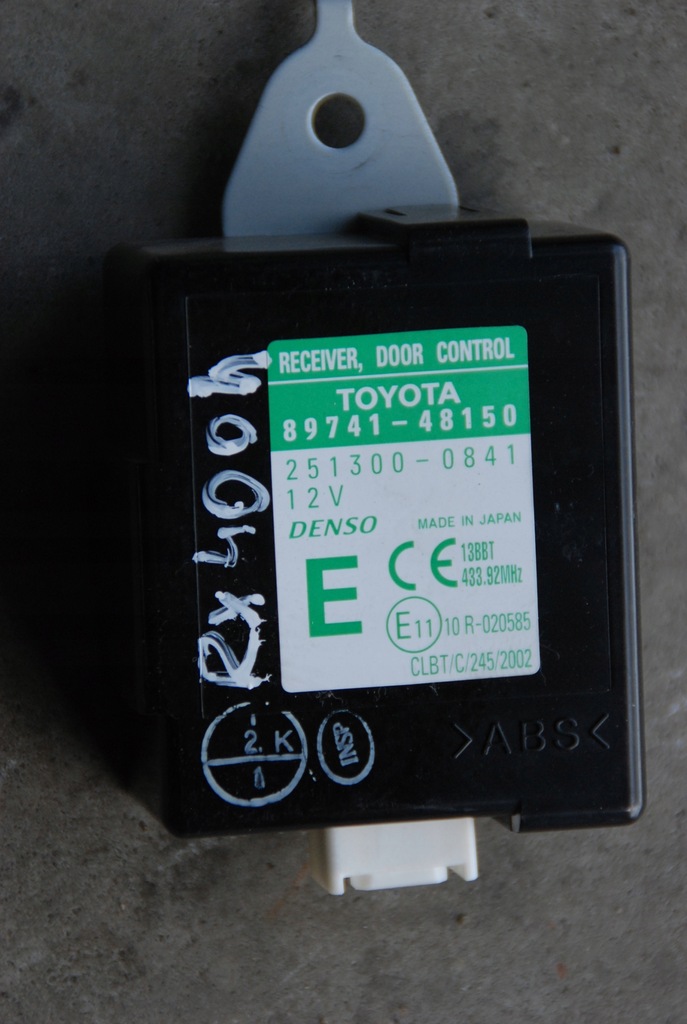 RECEIVER, DOOR CONTROL
TOYOTA
89741-48150
251300-0841
12V
DENSO MADE IN JAPAN
E CE 13BBT
433.92MHz
E11 10 R-020585
CLBT/C/245/2002
Rx400h
2. K
INSP
>ABS<